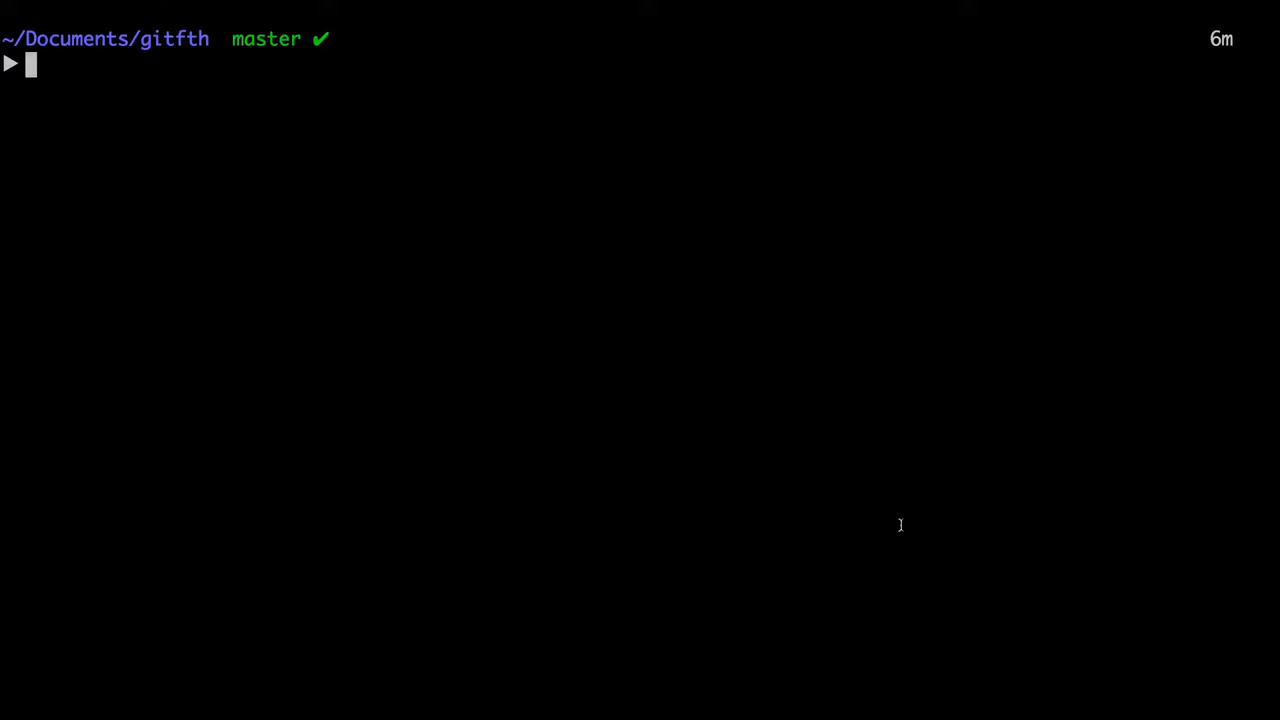 ~/Documents/gitfth  master ✔ 6m
▶